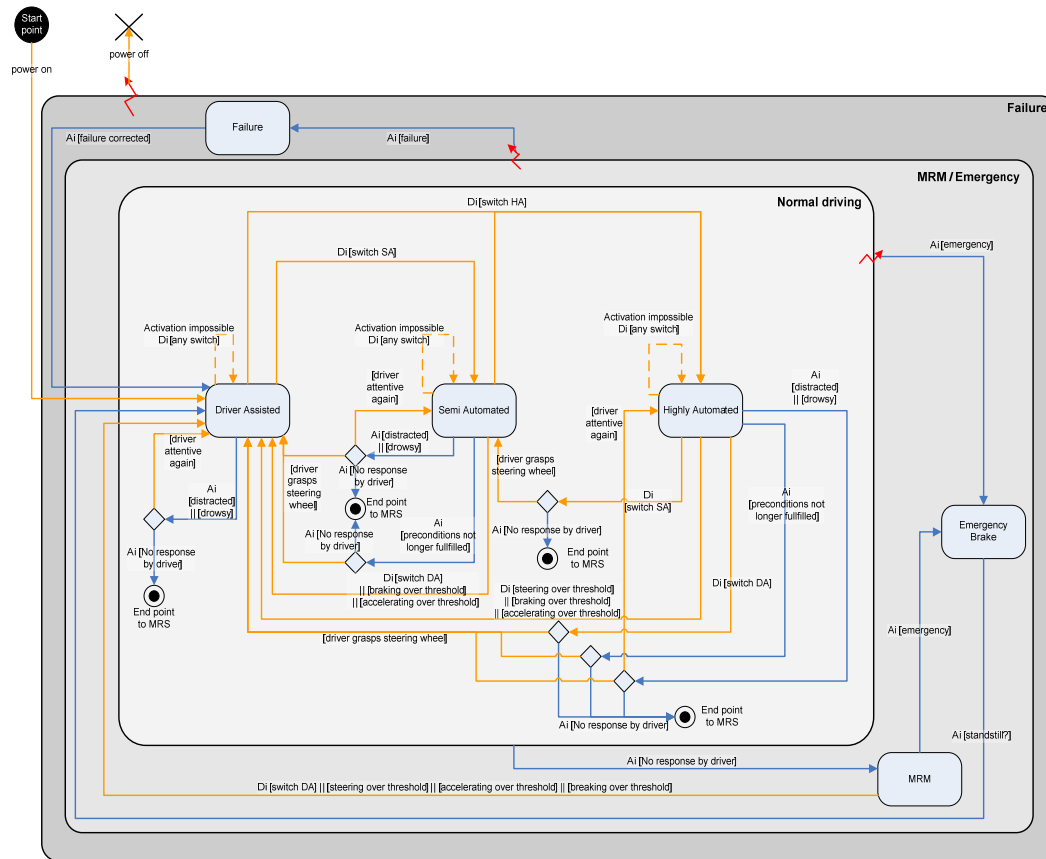 Start
point
power on
power off
Failure
Failure
Ai [failure corrected]
Ai [failure]
MRM / Emergency
Normal driving
Di [switch HA]
Ai [emergency]
Di [switch SA]
Activation impossible
Di [any switch]
Activation impossible
Di [any switch]
Activation impossible
Di [any switch]
[driver
attentive
again]
Ai
[distracted]
|| [drowsy]
Driver Assisted
Semi Automated
Highly Automated
[driver
attentive
again]
[driver
attentive
again]
Ai [distracted]
|| [drowsy]
[driver
grasps
steering
wheel]
Ai [No response
by driver]
[driver grasps
steering wheel]
Ai
[distracted]
|| [drowsy]
End point
to MRS
Di
[switch SA]
Ai
[preconditions not
longer fullfilled]
Ai [No response
by driver]
Ai
[preconditions not
longer fullfilled]
Ai [No response by driver]
Emergency
Brake
Ai [No response
by driver]
End point
to MRS
Di [switch DA]
|| [braking over threshold]
|| [accelerating over threshold]
Di [steering over threshold]
|| [braking over threshold]
|| [accelerating over threshold]
Di [switch DA]
End point
to MRS
[driver grasps steering wheel]
Ai [emergency]
End point
to MRS
Ai [No response by driver]
Ai [standstill?]
Ai [No response by driver]
MRM
Di [switch DA] || [steering over threshold] || [accelerating over threshold] || [breaking over threshold]